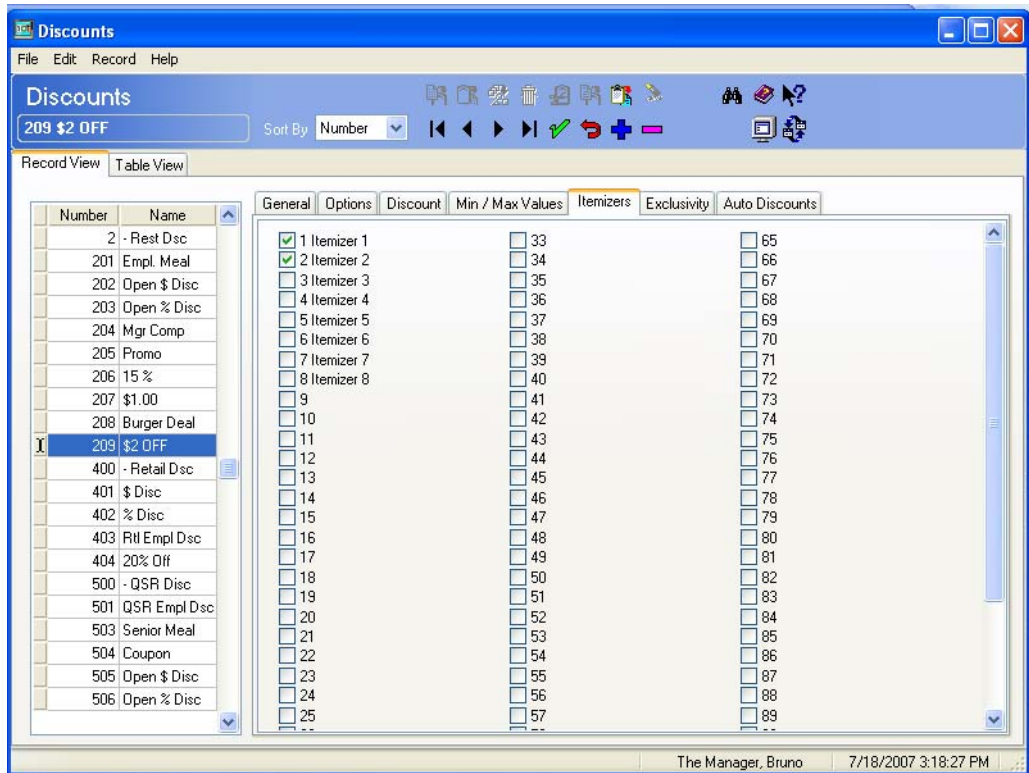 Discounts
File Edit Record Help
Discounts
209 $2 OFF
Sort By Number
Record View Table View
General Options Discount Min / Max Values Itemizers Exclusivity Auto Discounts
Number Name
2 - Rest Dsc
201 Empl. Meal
202 Open $ Disc
203 Open % Disc
204 Mgr Comp
205 Promo
206 15 %
207 $1.00
208 Burger Deal
209 $2 OFF
400 - Retail Dsc
401 $ Disc
402 % Disc
403 Rtl Empl Dsc
404 20% Off
500 - QSR Disc
501 QSR Empl Dsc
503 Senior Meal
504 Coupon
505 Open $ Disc
506 Open % Disc
1 Itemizer 1
2 Itemizer 2
3 Itemizer 3
4 Itemizer 4
5 Itemizer 5
6 Itemizer 6
7 Itemizer 7
8 Itemizer 8
9
10
11
12
13
14
15
16
17
18
19
20
21
22
23
24
25
33
34
35
36
37
38
39
40
41
42
43
44
45
46
47
48
49
50
51
52
53
54
55
56
57
65
66
67
68
69
70
71
72
73
74
75
76
77
78
79
80
81
82
83
84
85
86
87
88
89
The Manager, Bruno 7/18/2007 3:18:27 PM